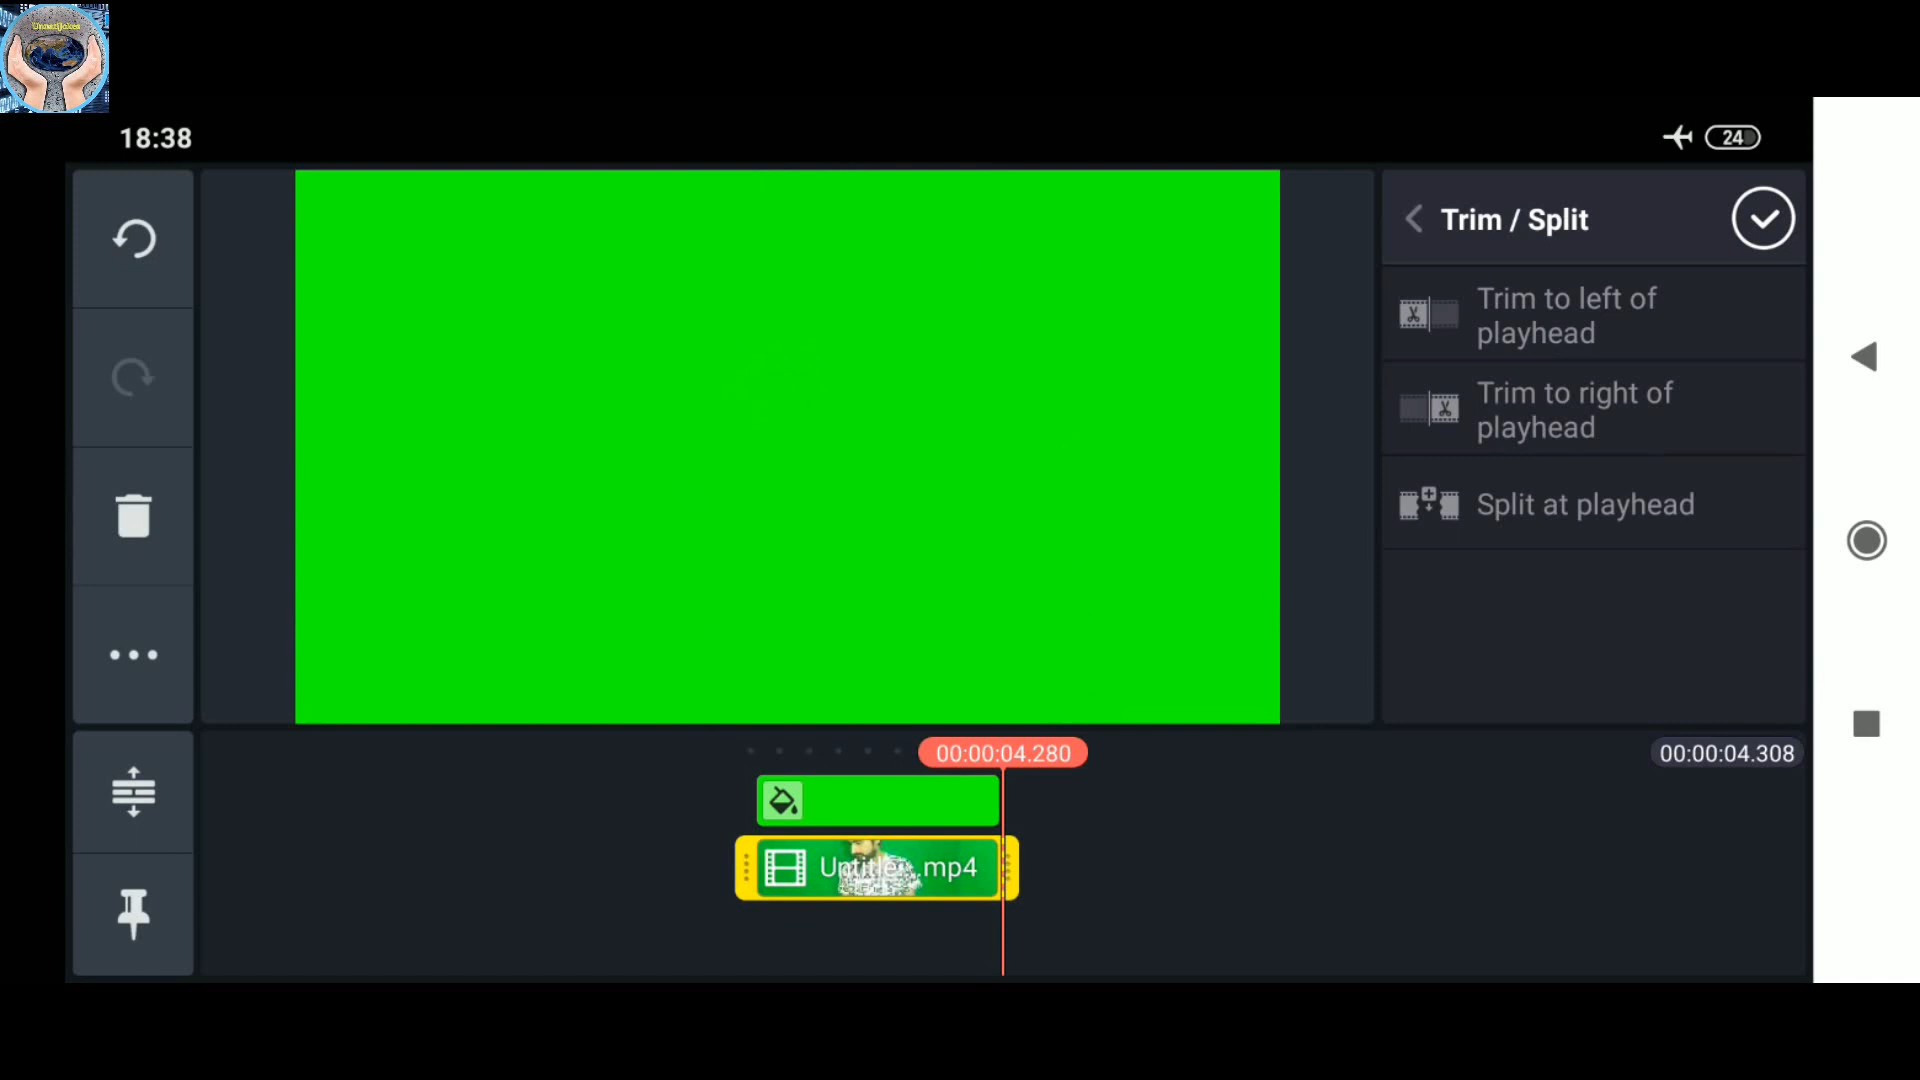 18:38
24
Trim / Split
Trim to left of
playhead
Trim to right of
playhead
Split at playhead
00:00:04.280
00:00:04.308
Untitle...mp4